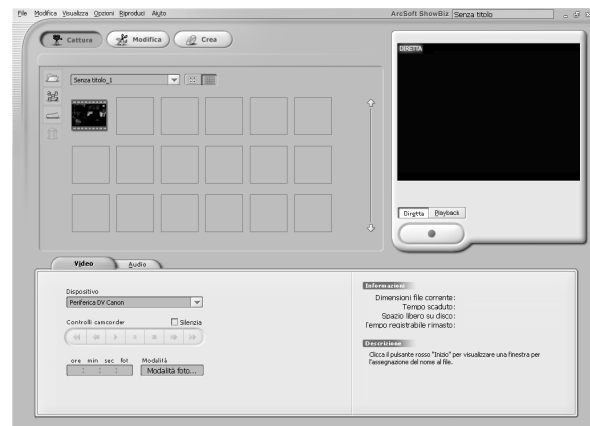 File Modifica Visualizza Opzioni Riproduci Aiuto
ArcSoft ShowBiz Senza titolo
Cattura Modifica Crea
DIRETTA
Senza titolo_1
Diretta Playback
Video Audio
Dispositivo
Periferica DV Canon
Controlli camcorder Silenzia
ore min sec fot Modalità
: : : Modalità foto...
Informazioni
Dimensioni file corrente:
Tempo scaduto:
Spazio libero su disco:
Tempo registrabile rimasto:
Descrizione
Clicca il pulsante rosso "Inizio" per visualizzare una finestra per
l'assegnazione del nome al file.